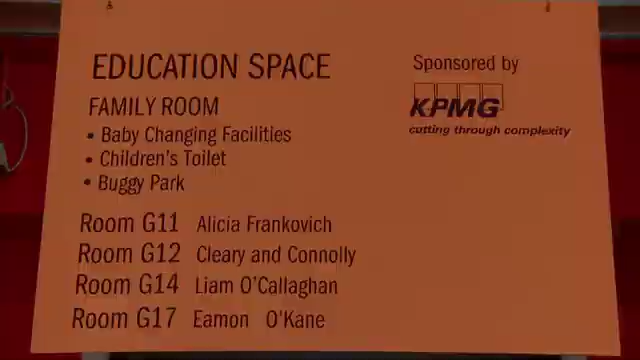 EDUCATION SPACE
FAMILY ROOM
• Baby Changing Facilities
• Children's Toilet
• Buggy Park
Room G11 Alicia Frankovich
Room G12 Cleary and Connolly
Room G14 Liam O'Callaghan
Room G17 Eamon O'Kane
Sponsored by
KPMG
cutting through complexity